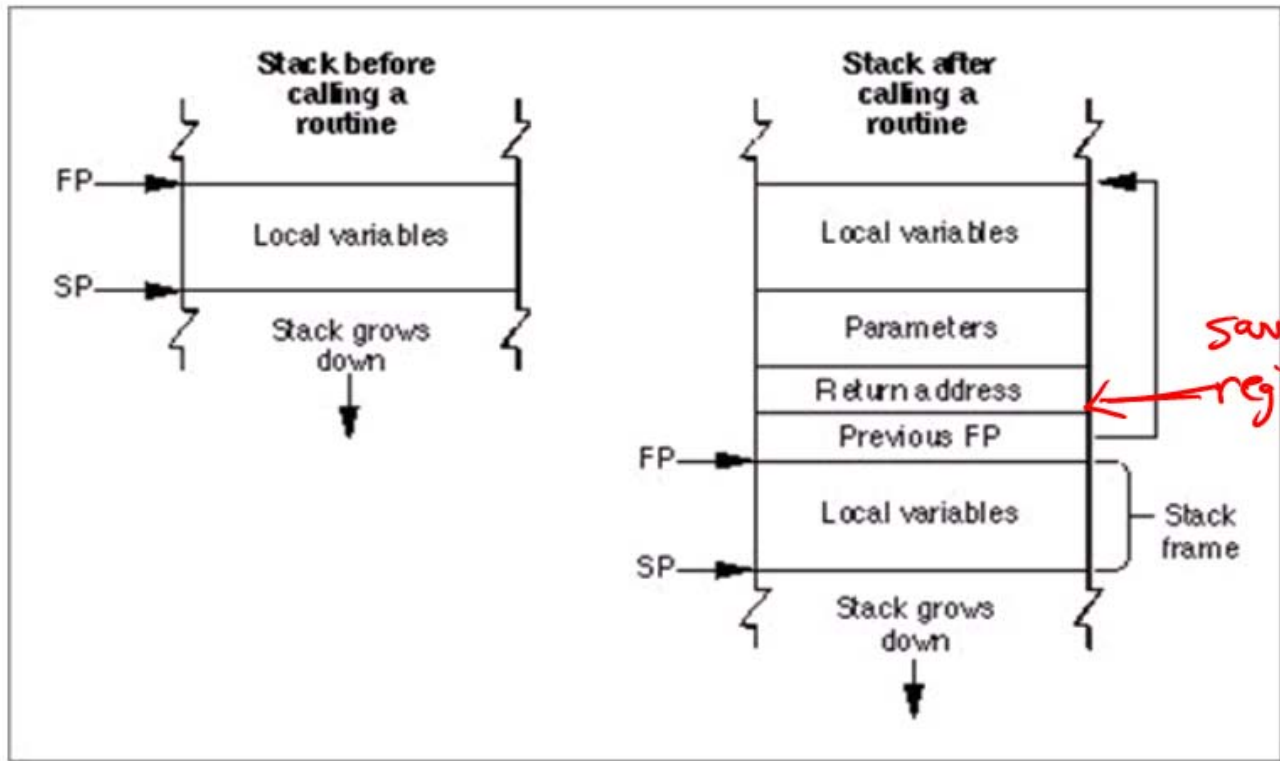 Stack before
calling a
routine
FP
Local variables
SP
Stack grows
down
Stack after
calling a
routine
Local variables
Parameters
Return address
Previous FP
FP
Local variables
Stack
frame
SP
Stack grows
down